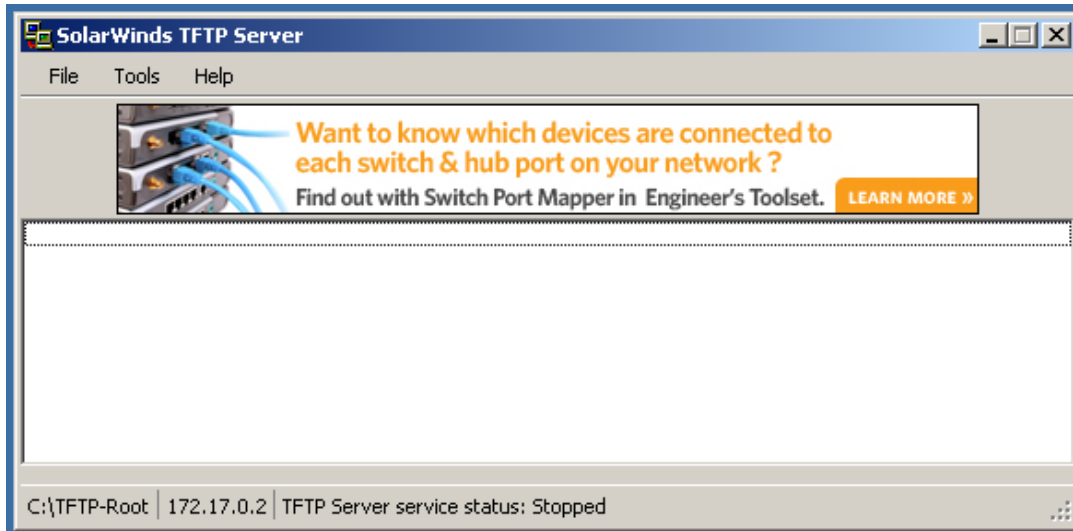 SolarWinds TFTP Server
File Tools Help
Want to know which devices are connected to
each switch & hub port on your network ?
Find out with Switch Port Mapper in Engineer's Toolset. LEARN MORE »
C:\TFTP-Root 172.17.0.2 TFTP Server service status: Stopped